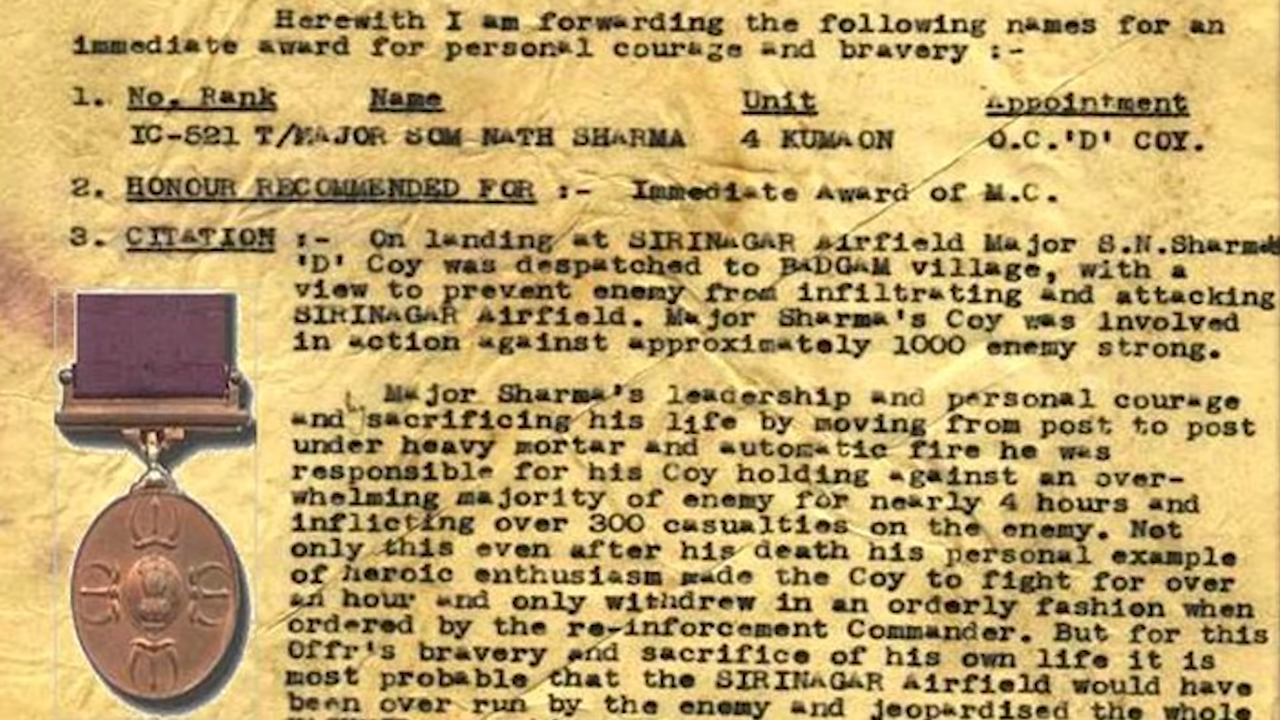 Herewith I am forwarding the following names for an
immediate award for personal courage and bravery :-
1. No. Rank Name Unit Appointment
IC-521 T/MAJOR SOM NATH SHARMA 4 KUMAON O.C.'D' COY.
2. HONOUR RECOMMENDED FOR :- Immediate Award of M.C.
3. CITATION :- On landing at SIRINAGAR Airfield Major S.N.Sharma
'D' Coy was despatched to BADGAM village, with a
view to prevent enemy from infiltrating and attacking
SIRINAGAR Airfield. Major Sharma's Coy was involved
in action against approximately 1000 enemy strong.
Major Sharma's leadership and personal courage
and sacrificing his life by moving from post to post
under heavy mortar and automatic fire he was
responsible for his Coy holding against an over-
whelming majority of enemy for nearly 4 hours and
inflicting over 300 casualties on the enemy. Not
only this even after his death his personal example
of heroic enthusiasm made the Coy to fight for over
an hour and only withdrew in an orderly fashion when
ordered by the re-inforcement Commander. But for this
Offr's bravery and sacrifice of his own life it is
most probable that the SIRINAGAR Airfield would have
been over run by the enemy and jeopardised the whole